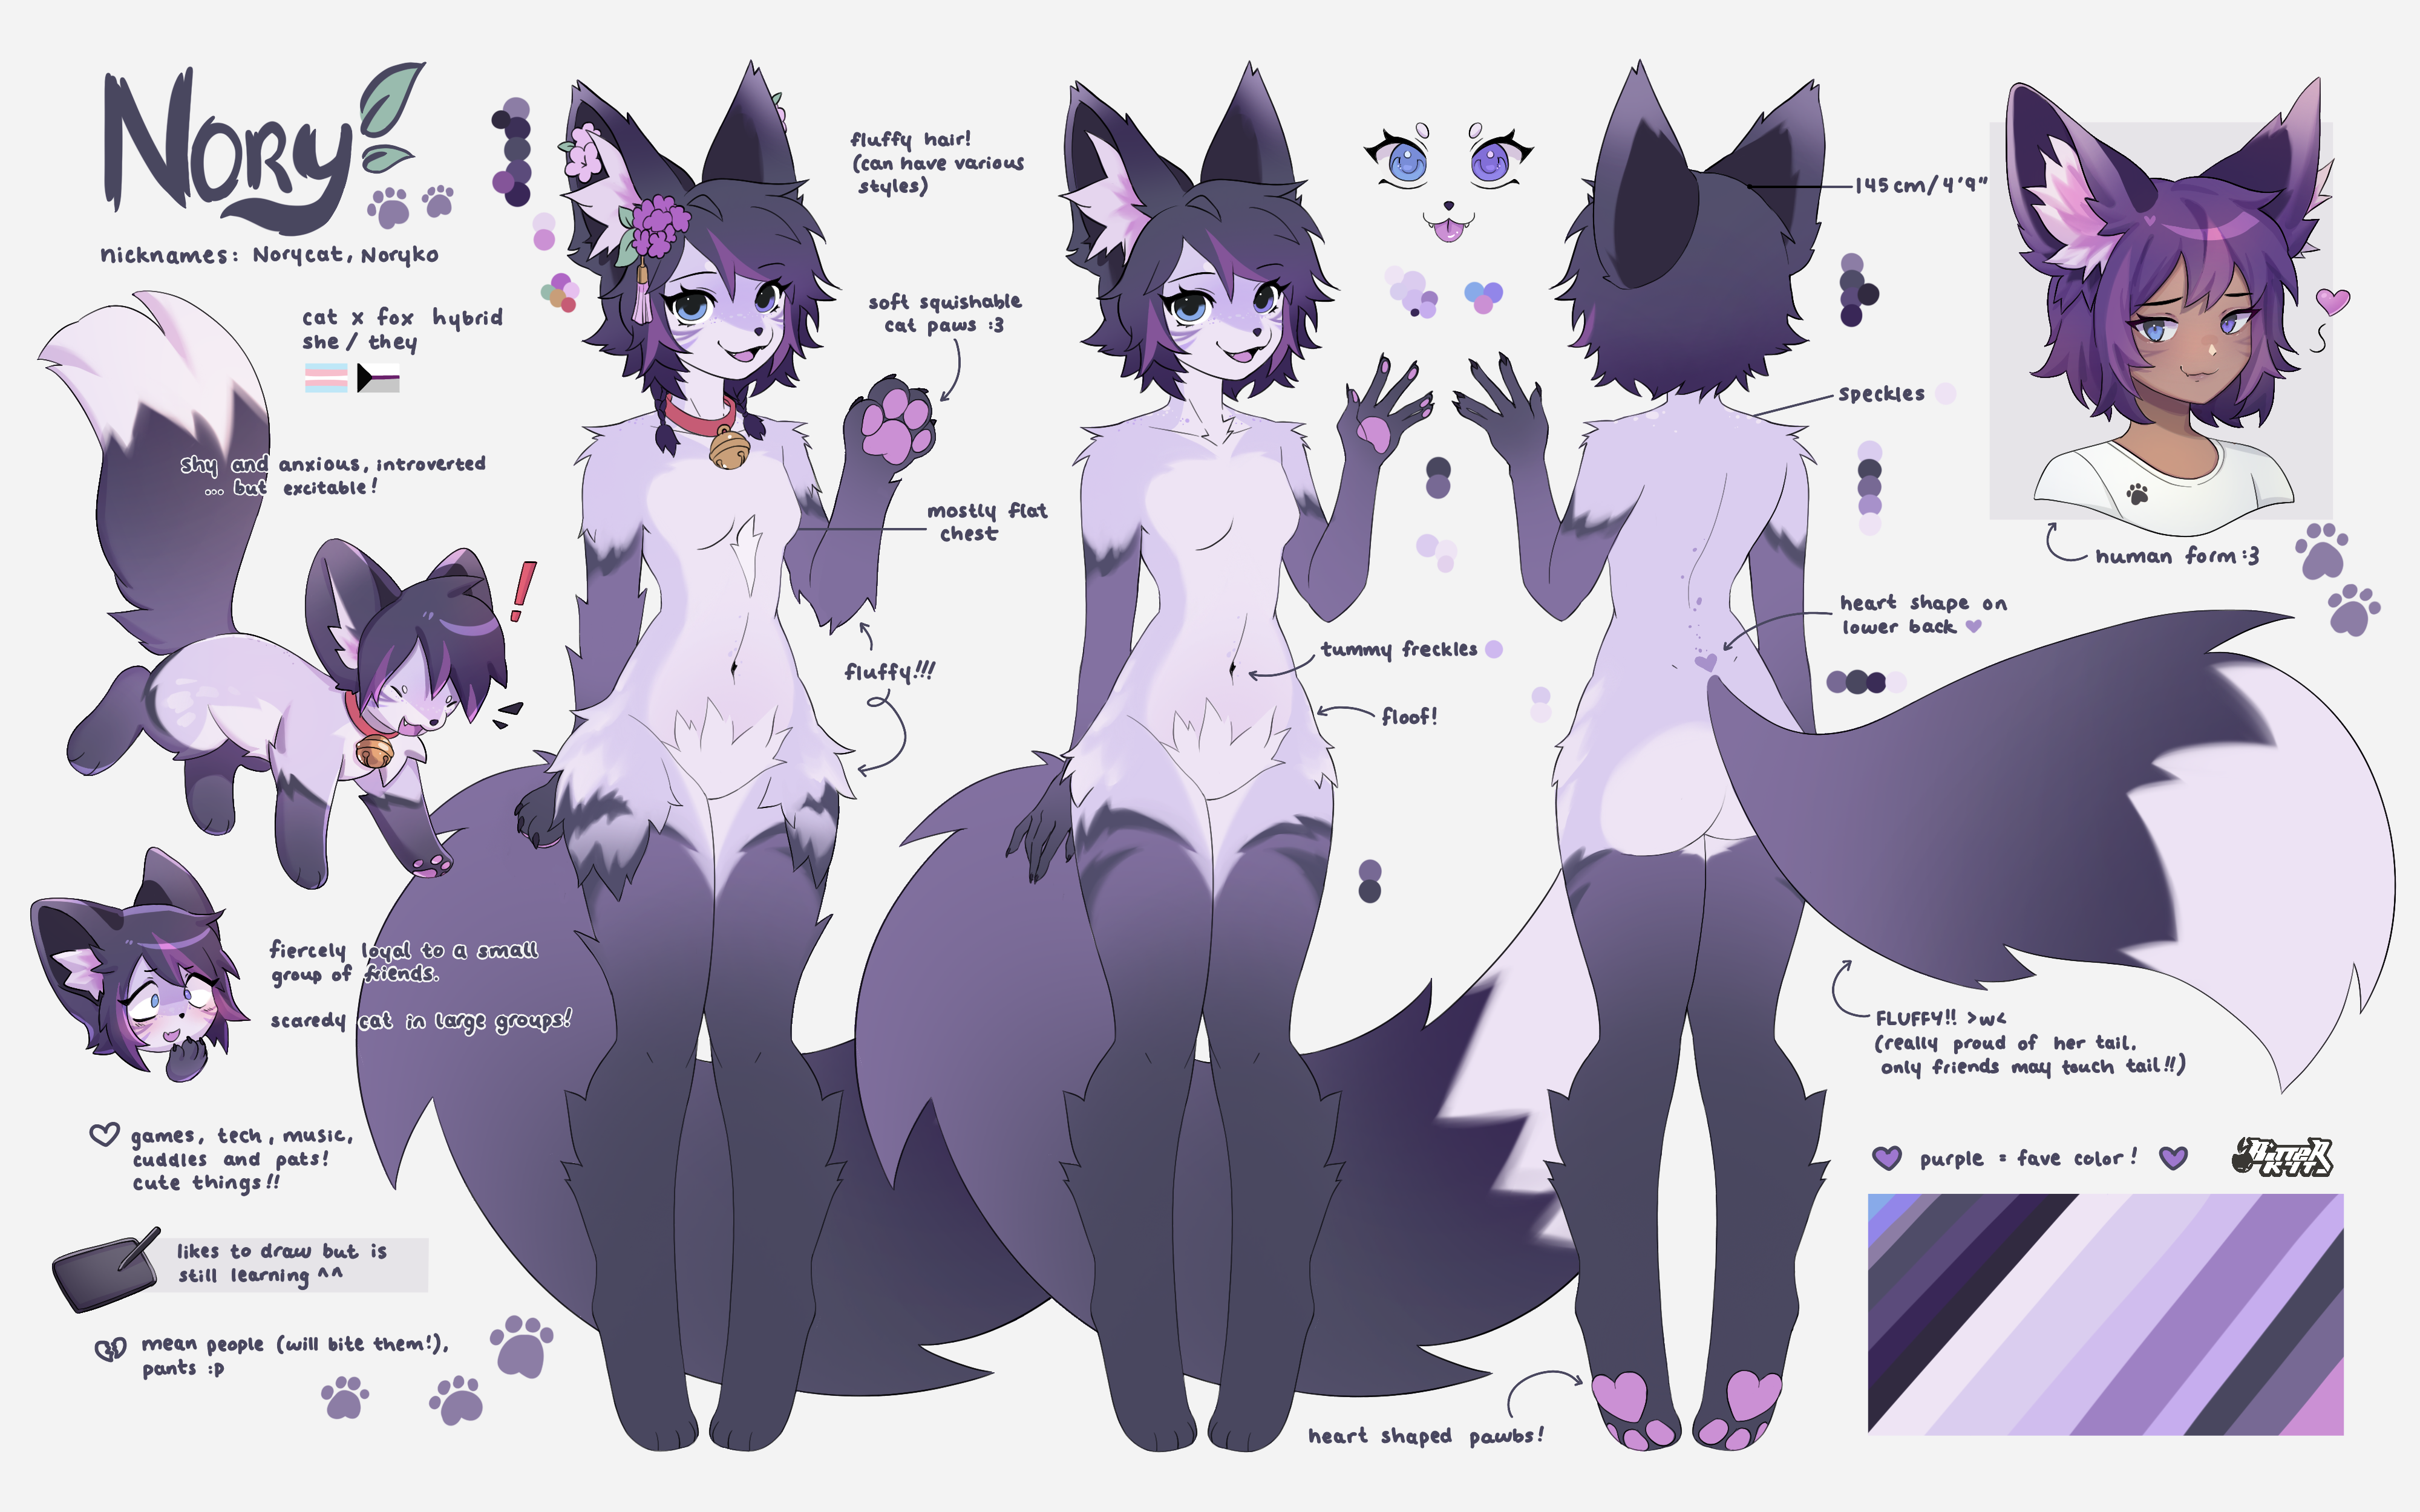 Nory
nicknames: Norycat, Noryko
cat x fox hybrid
she / they
shy and anxious, introverted
... but excitable!
fiercely loyal to a small
group of friends.
scaredy cat in large groups!
games, tech, music,
cuddles and pats!
cute things!!
likes to draw but is
still learning ^^
mean people (will bite them!),
pants :p
fluffy hair!
(can have various
styles)
soft squishable
cat paws :3
mostly flat
chest
fluffy!!!
tummy freckles
floof!
heart shaped pawbs!
145cm/4'9"
speckles
heart shape on
lower back
human form :3
FLUFFY!! >w<
(really proud of her tail.
only friends may touch tail!!)
purple = fave color!
BitteR
K-it